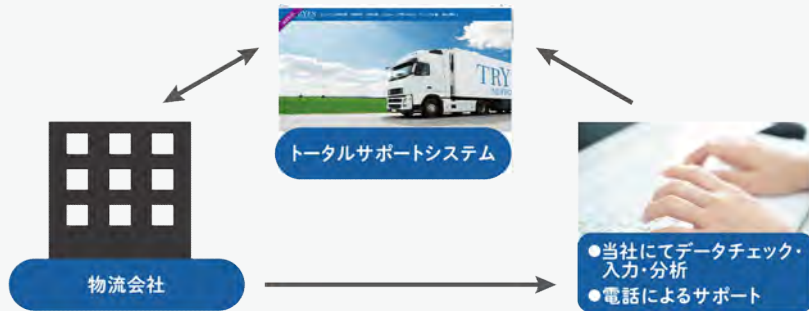 TRY
トータルサポートシステム
物流会社
●当社にてデータチェック・
入力・分析
●電話によるサポート